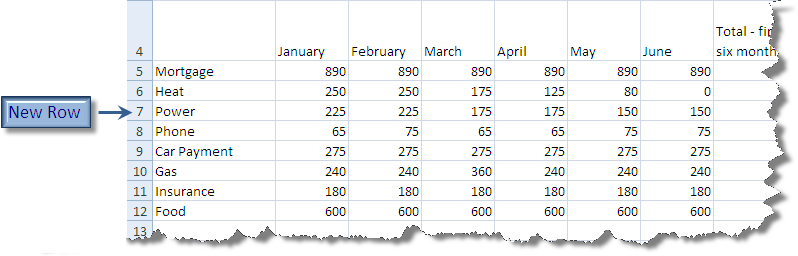 Total - fi
4 January February March April May June six month
5 Mortgage 890 890 890 890 890 890
6 Heat 250 250 175 125 80 0
New Row 7 Power 225 225 175 175 150 150
8 Phone 65 75 65 65 75 75
9 Car Payment 275 275 275 275 275 275
10 Gas 240 240 360 240 240 240
11 Insurance 180 180 180 180 180 180
12 Food 600 600 600 600 600 600
13